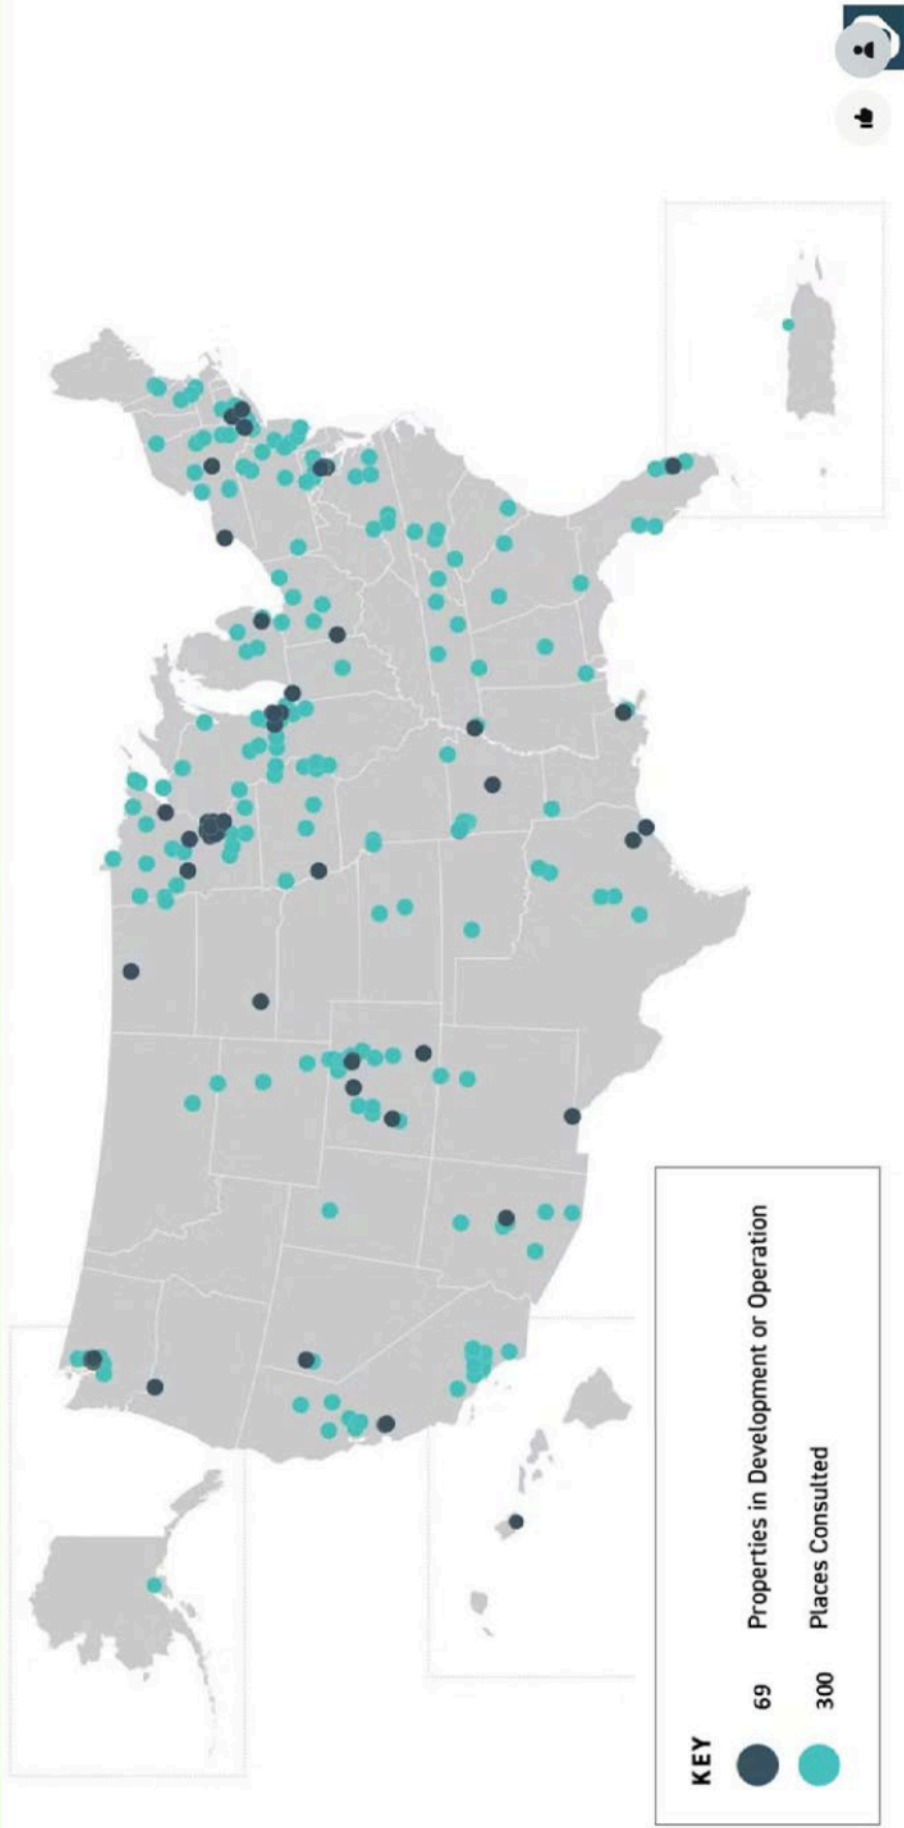 KEY
69 Properties in Development or Operation
300 Places Consulted